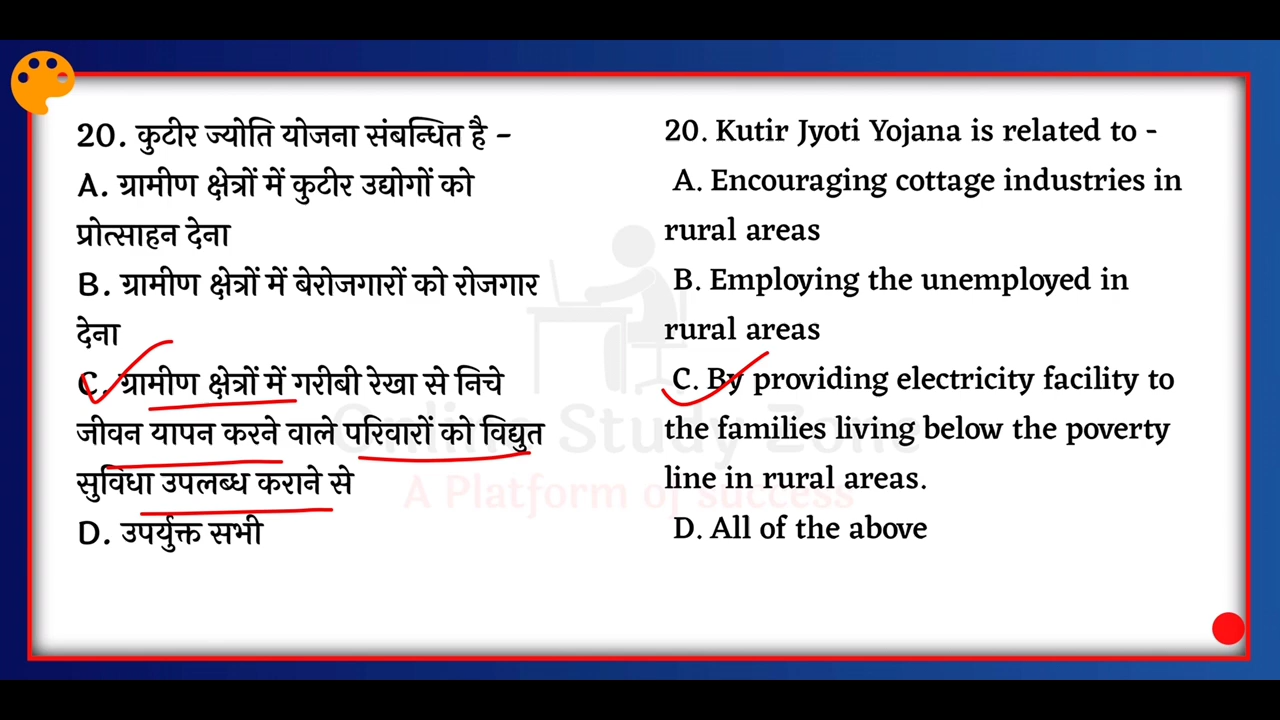 20. कुटीर ज्योति योजना संबन्धित है -
A. ग्रामीण क्षेत्रों में कुटीर उद्योगों को
प्रोत्साहन देना
B. ग्रामीण क्षेत्रों में बेरोजगारों को रोजगार
देना
C. ग्रामीण क्षेत्रों में गरीबी रेखा से निचे
जीवन यापन करने वाले परिवारों को विद्युत
सुविधा उपलब्ध कराने से
D. उपर्युक्त सभी
20. Kutir Jyoti Yojana is related to -
A. Encouraging cottage industries in
rural areas
B. Employing the unemployed in
rural areas
C. By providing electricity facility to
the families living below the poverty
line in rural areas.
D. All of the above
Online Study Zone
A Platform of success